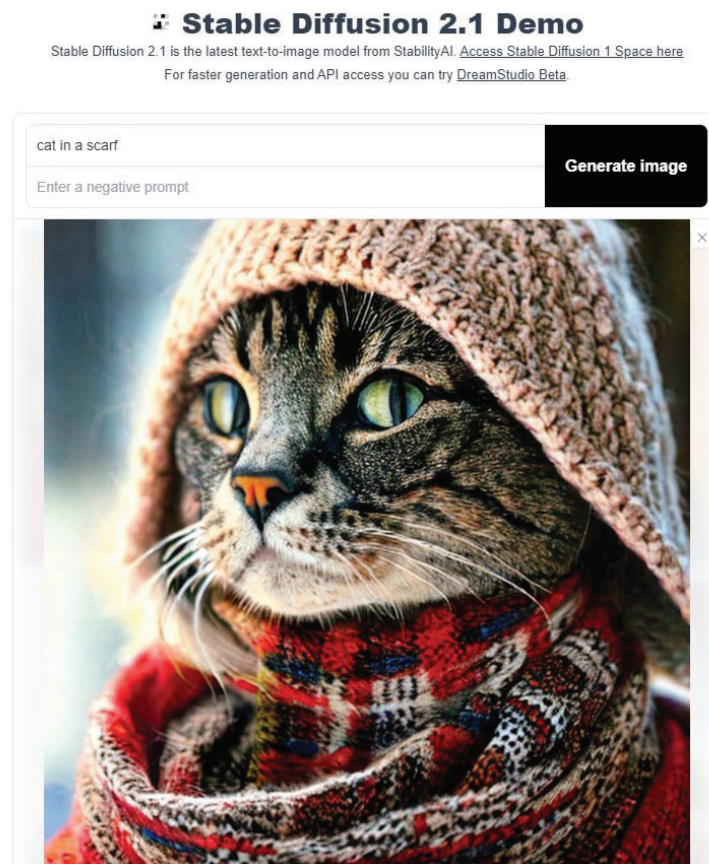 Stable Diffusion 2.1 Demo
Stable Diffusion 2.1 is the latest text-to-image model from StabilityAI. Access Stable Diffusion 1 Space here
For faster generation and API access you can try DreamStudio Beta.
cat in a scarf
Generate image
Enter a negative prompt